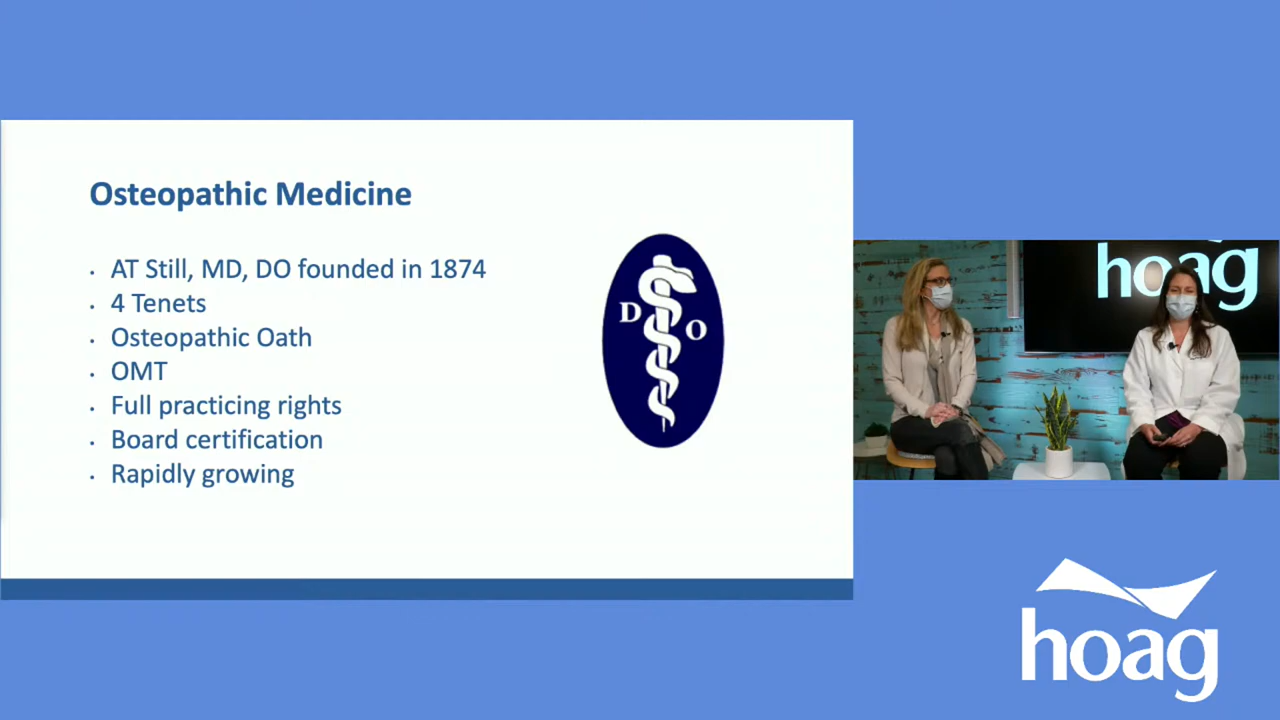 Osteopathic Medicine
• AT Still, MD, DO founded in 1874
• 4 Tenets
• Osteopathic Oath
• OMT
• Full practicing rights
• Board certification
• Rapidly growing
D O
hoag
hoag